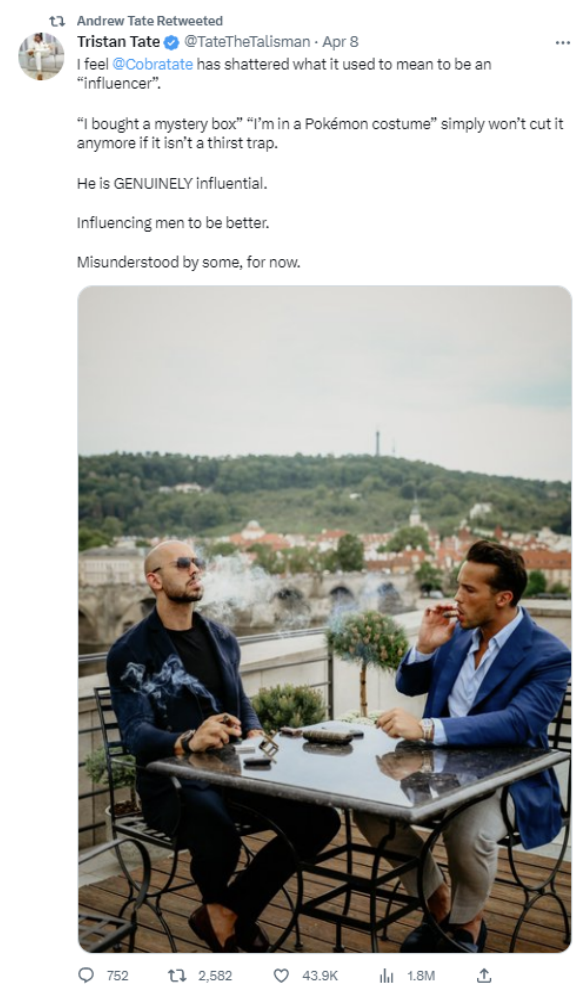 Andrew Tate Retweeted
Tristan Tate @TateTheTalisman · Apr 8
I feel @Cobratate has shattered what it used to mean to be an
“influencer”.
“I bought a mystery box” “I’m in a Pokémon costume” simply won’t cut it
anymore if it isn’t a thirst trap.
He is GENUINELY influential.
Influencing men to be better.
Misunderstood by some, for now.
752 2,582 43.9K 1.8M